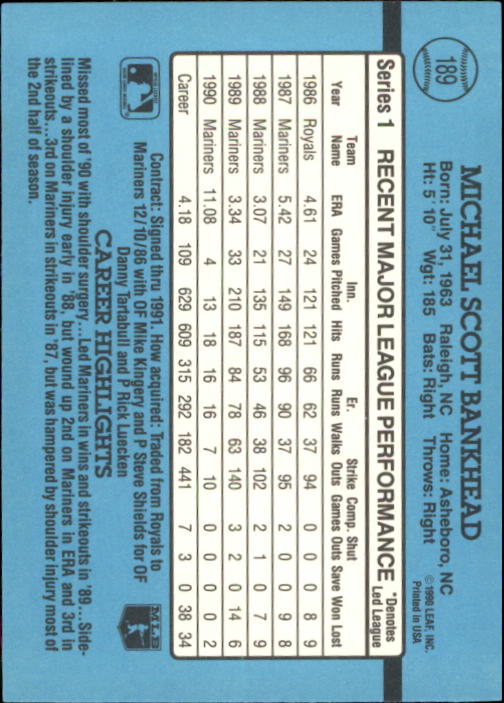 189
MICHAEL SCOTT BANKHEAD
Born: July 31, 1963 Raleigh, NC Home: Asheboro, NC
Ht: 5' 10" Wgt: 185 Bats: Right Throws: Right
©1990 LEAF, INC.
Printed in USA
Series 1 RECENT MAJOR LEAGUE PERFORMANCE *Denotes Led League
Team Inn. Er. Strike Comp. Shut
Year Name ERA Games Pitched Hits Runs Runs Walks Outs Games Outs Save Won Lost
1986 Royals 4.61 24 121 121 66 62 37 94 0 0 0 8 9
1987 Mariners 5.42 27 149 168 96 90 37 95 2 0 0 9 8
1988 Mariners 3.07 21 135 115 53 46 38 102 2 1 0 7 9
1989 Mariners 3.34 33 210 187 84 78 63 140 3 2 0 14 6
1990 Mariners 11.08 4 13 18 16 16 7 10 0 0 0 0 2
Career 4.18 109 629 609 315 292 182 441 7 3 0 38 34
Contract: Signed thru 1991. How acquired: Traded from Royals to
Mariners 12/10/86 with OF Mike Kingery and P Steve Shields for OF
Danny Tartabull and P Rick Luecken
MLB
CAREER HIGHLIGHTS
Missed most of '90 with shoulder surgery...Led Mariners in wins and strikeouts in '89...Side-
lined by a shoulder injury early in '88, but wound up 2nd on Mariners in ERA and 3rd in
strikeouts...3rd on Mariners in strikeouts in '87, but was hampered by shoulder injury most of
the 2nd half of season.